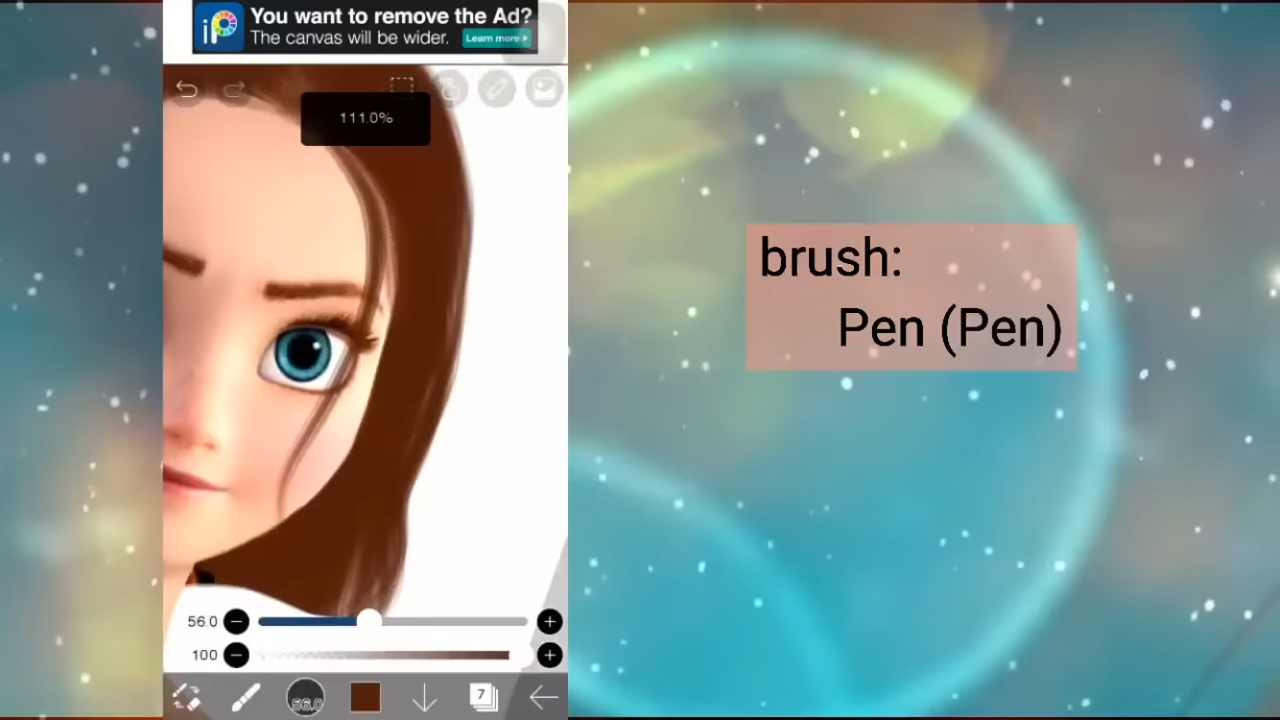 iP
You want to remove the Ad?
The canvas will be wider.
Learn more
111.0%
brush:
Pen (Pen)
56.0
100
56.0
7